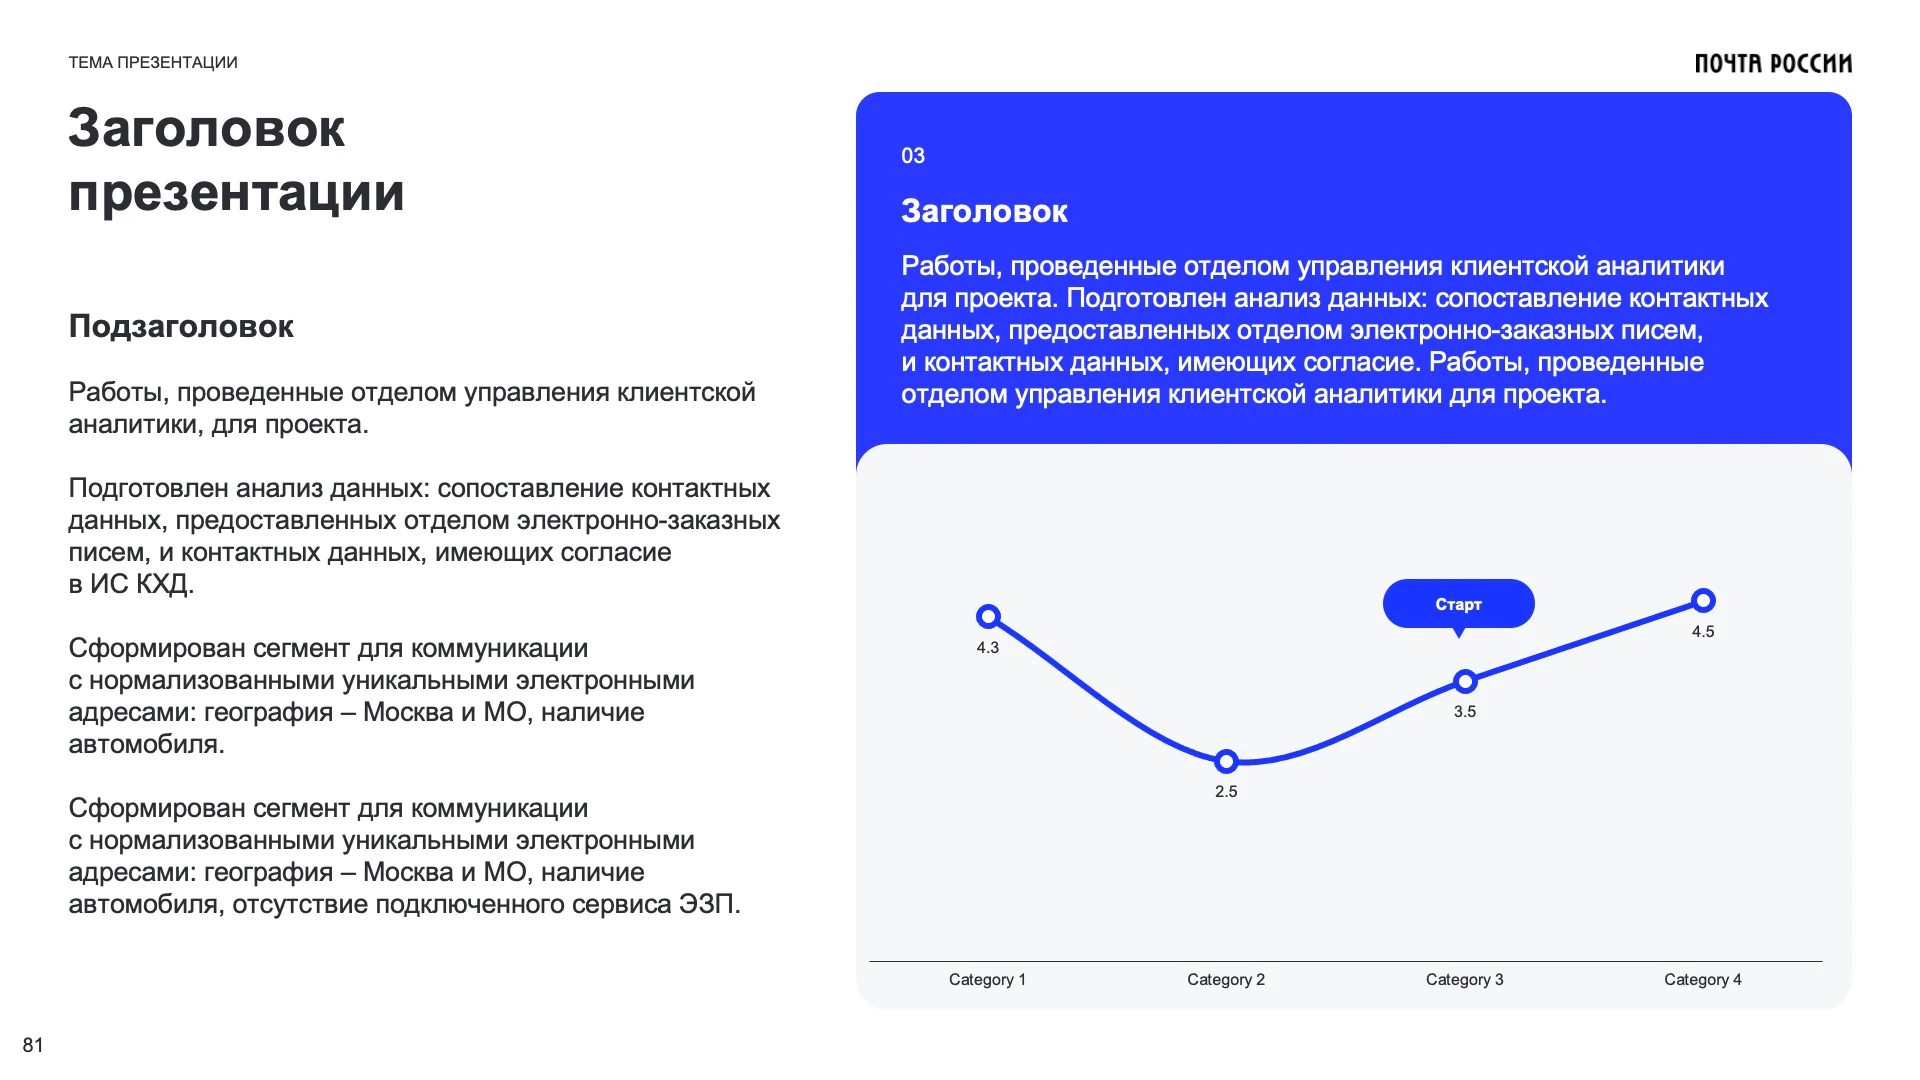 ТЕМА ПРЕЗЕНТАЦИИ
ПОЧТА РОССИИ
Заголовок
презентации
Подзаголовок
Работы, проведенные отделом управления клиентской
аналитики, для проекта.
Подготовлен анализ данных: сопоставление контактных
данных, предоставленных отделом электронно-заказных
писем, и контактных данных, имеющих согласие
в ИС КХД.
Сформирован сегмент для коммуникации
с нормализованными уникальными электронными
адресами: география – Москва и МО, наличие
автомобиля.
Сформирован сегмент для коммуникации
с нормализованными уникальными электронными
адресами: география – Москва и МО, наличие
автомобиля, отсутствие подключенного сервиса ЭЗП.
03
Заголовок
Работы, проведенные отделом управления клиентской аналитики
для проекта. Подготовлен анализ данных: сопоставление контактных
данных, предоставленных отделом электронно-заказных писем,
и контактных данных, имеющих согласие. Работы, проведенные
отделом управления клиентской аналитики для проекта.
Старт
4.3
2.5
3.5
4.5
Category 1
Category 2
Category 3
Category 4
81